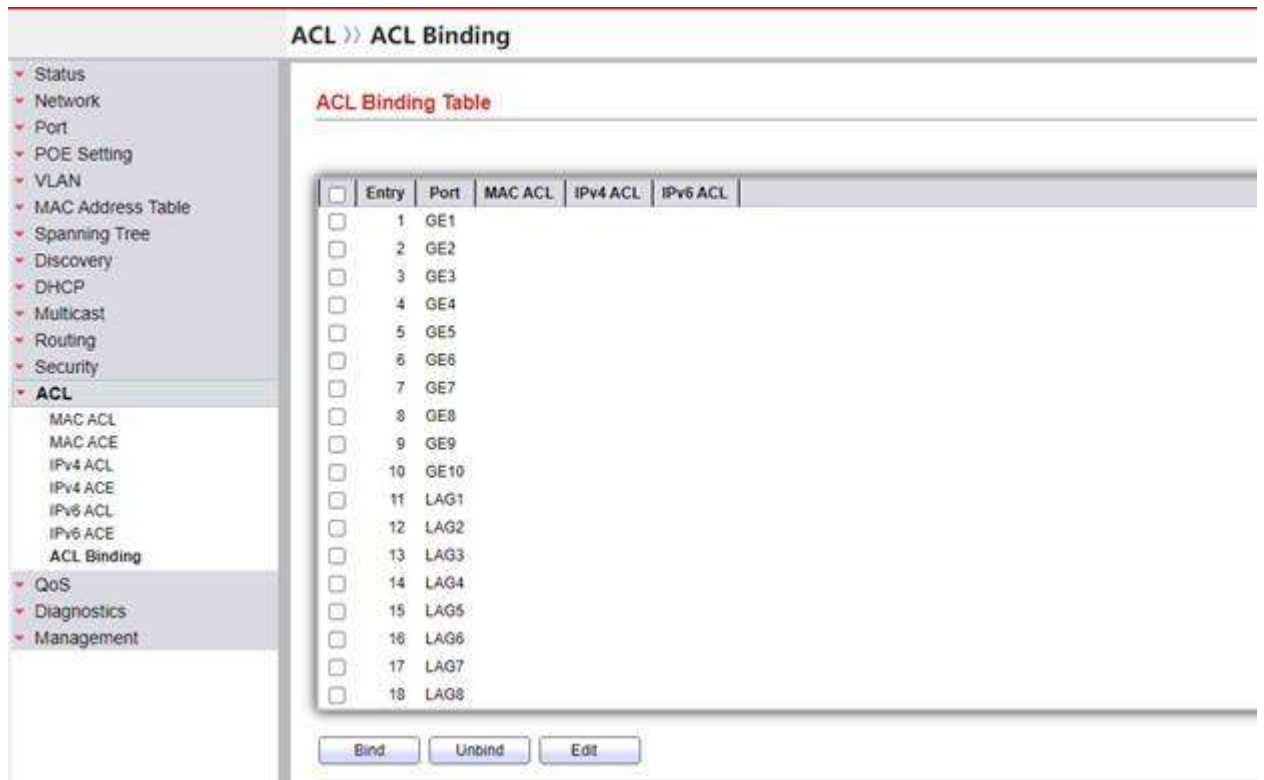 ACL » ACL Binding
Status
Network
Port
POE Setting
VLAN
MAC Address Table
Spanning Tree
Discovery
DHCP
Multicast
Routing
Security
ACL
MAC ACL
MAC ACE
IPv4 ACL
IPv4 ACE
IPv6 ACL
IPv6 ACE
ACL Binding
QoS
Diagnostics
Management
ACL Binding Table
Entry Port MAC ACL IPv4 ACL IPv6 ACL
1 GE1
2 GE2
3 GE3
4 GE4
5 GE5
6 GE6
7 GE7
8 GE8
9 GE9
10 GE10
11 LAG1
12 LAG2
13 LAG3
14 LAG4
15 LAG5
16 LAG6
17 LAG7
18 LAG8
Bind Unbind Edit